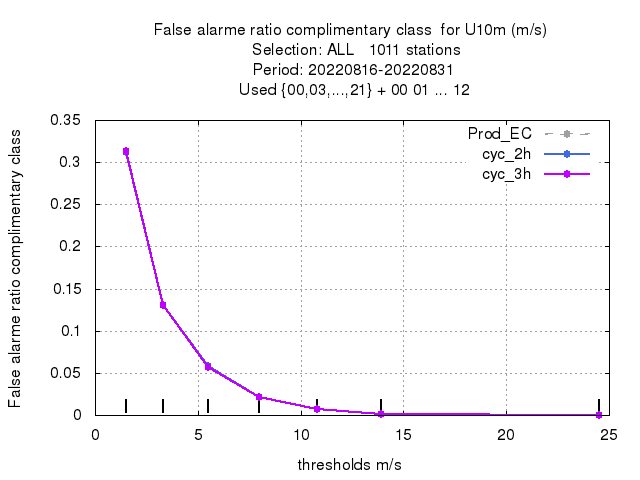 False alarme ratio complimentary class  for U10m (m/s)
Selection: ALL   1011 stations
Period: 20220816-20220831
Used {00,03,...,21} + 00 01 ... 12
False alarme ratio complimentary class
0.35
0.3
0.25
0.2
0.15
0.1
0.05
0
Prod_EC
cyc_2h
cyc_3h
0 5 10 15 20 25
thresholds m/s